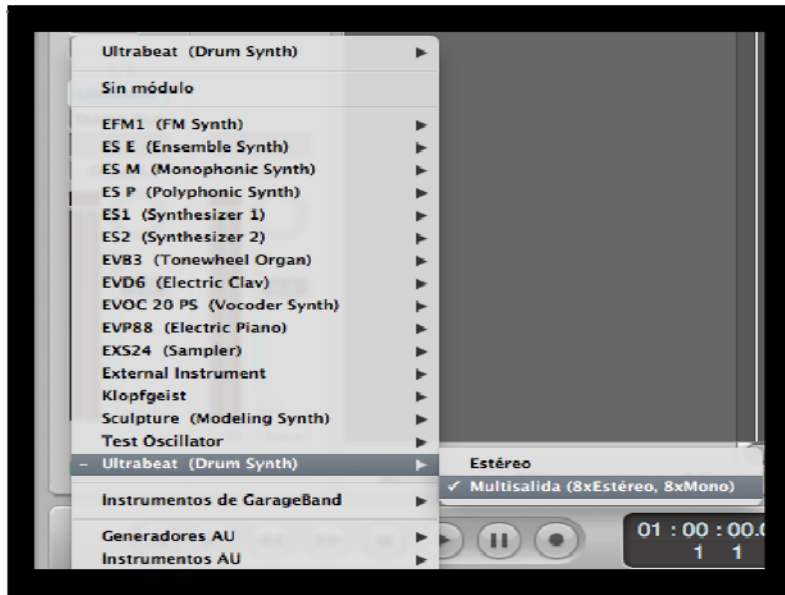 Ultrabeat (Drum Synth)
Sin módulo
EFM1 (FM Synth)
ES E (Ensemble Synth)
ES M (Monophonic Synth)
ES P (Polyphonic Synth)
ES1 (Synthesizer 1)
ES2 (Synthesizer 2)
EVB3 (Tonewheel Organ)
EVD6 (Electric Clav)
EVOC 20 PS (Vocoder Synth)
EVP88 (Electric Piano)
EXS24 (Sampler)
External Instrument
Klopfgeist
Sculpture (Modeling Synth)
Test Oscillator
– Ultrabeat (Drum Synth)
Estéreo
✓ Multisalida (8xEstéreo, 8xMono)
Instrumentos de GarageBand
Generadores AU
Instrumentos AU
01 : 00 : 00.
1 1